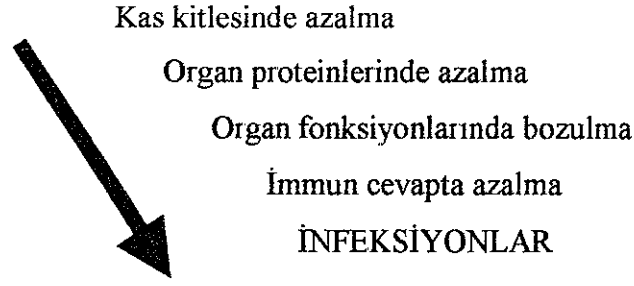 Kas kitlesinde azalma
Organ proteinlerinde azalma
Organ fonksiyonlarında bozulma
İmmun cevapta azalma
İNFEKSİYONLAR